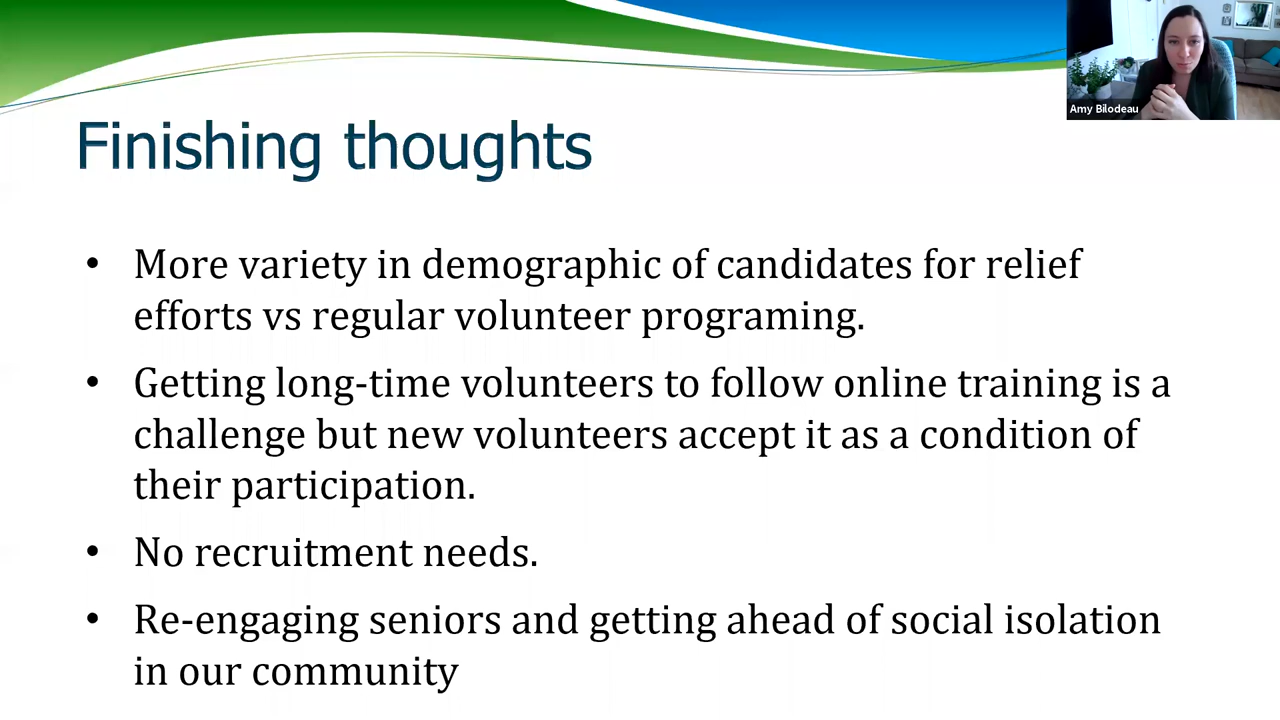 Amy Bilodeau
Finishing thoughts
• More variety in demographic of candidates for relief
efforts vs regular volunteer programing.
• Getting long-time volunteers to follow online training is a
challenge but new volunteers accept it as a condition of
their participation.
• No recruitment needs.
• Re-engaging seniors and getting ahead of social isolation
in our community